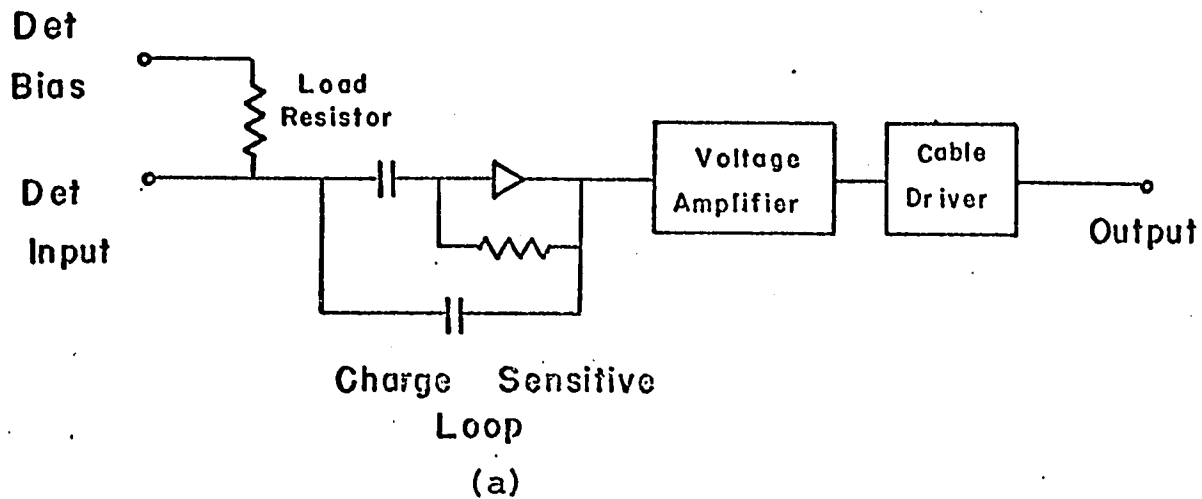 Det
Bias
Load
Resistor
Det
Input
Voltage
Amplifier
Cable
Driver
Output
Charge Sensitive
Loop
(a)